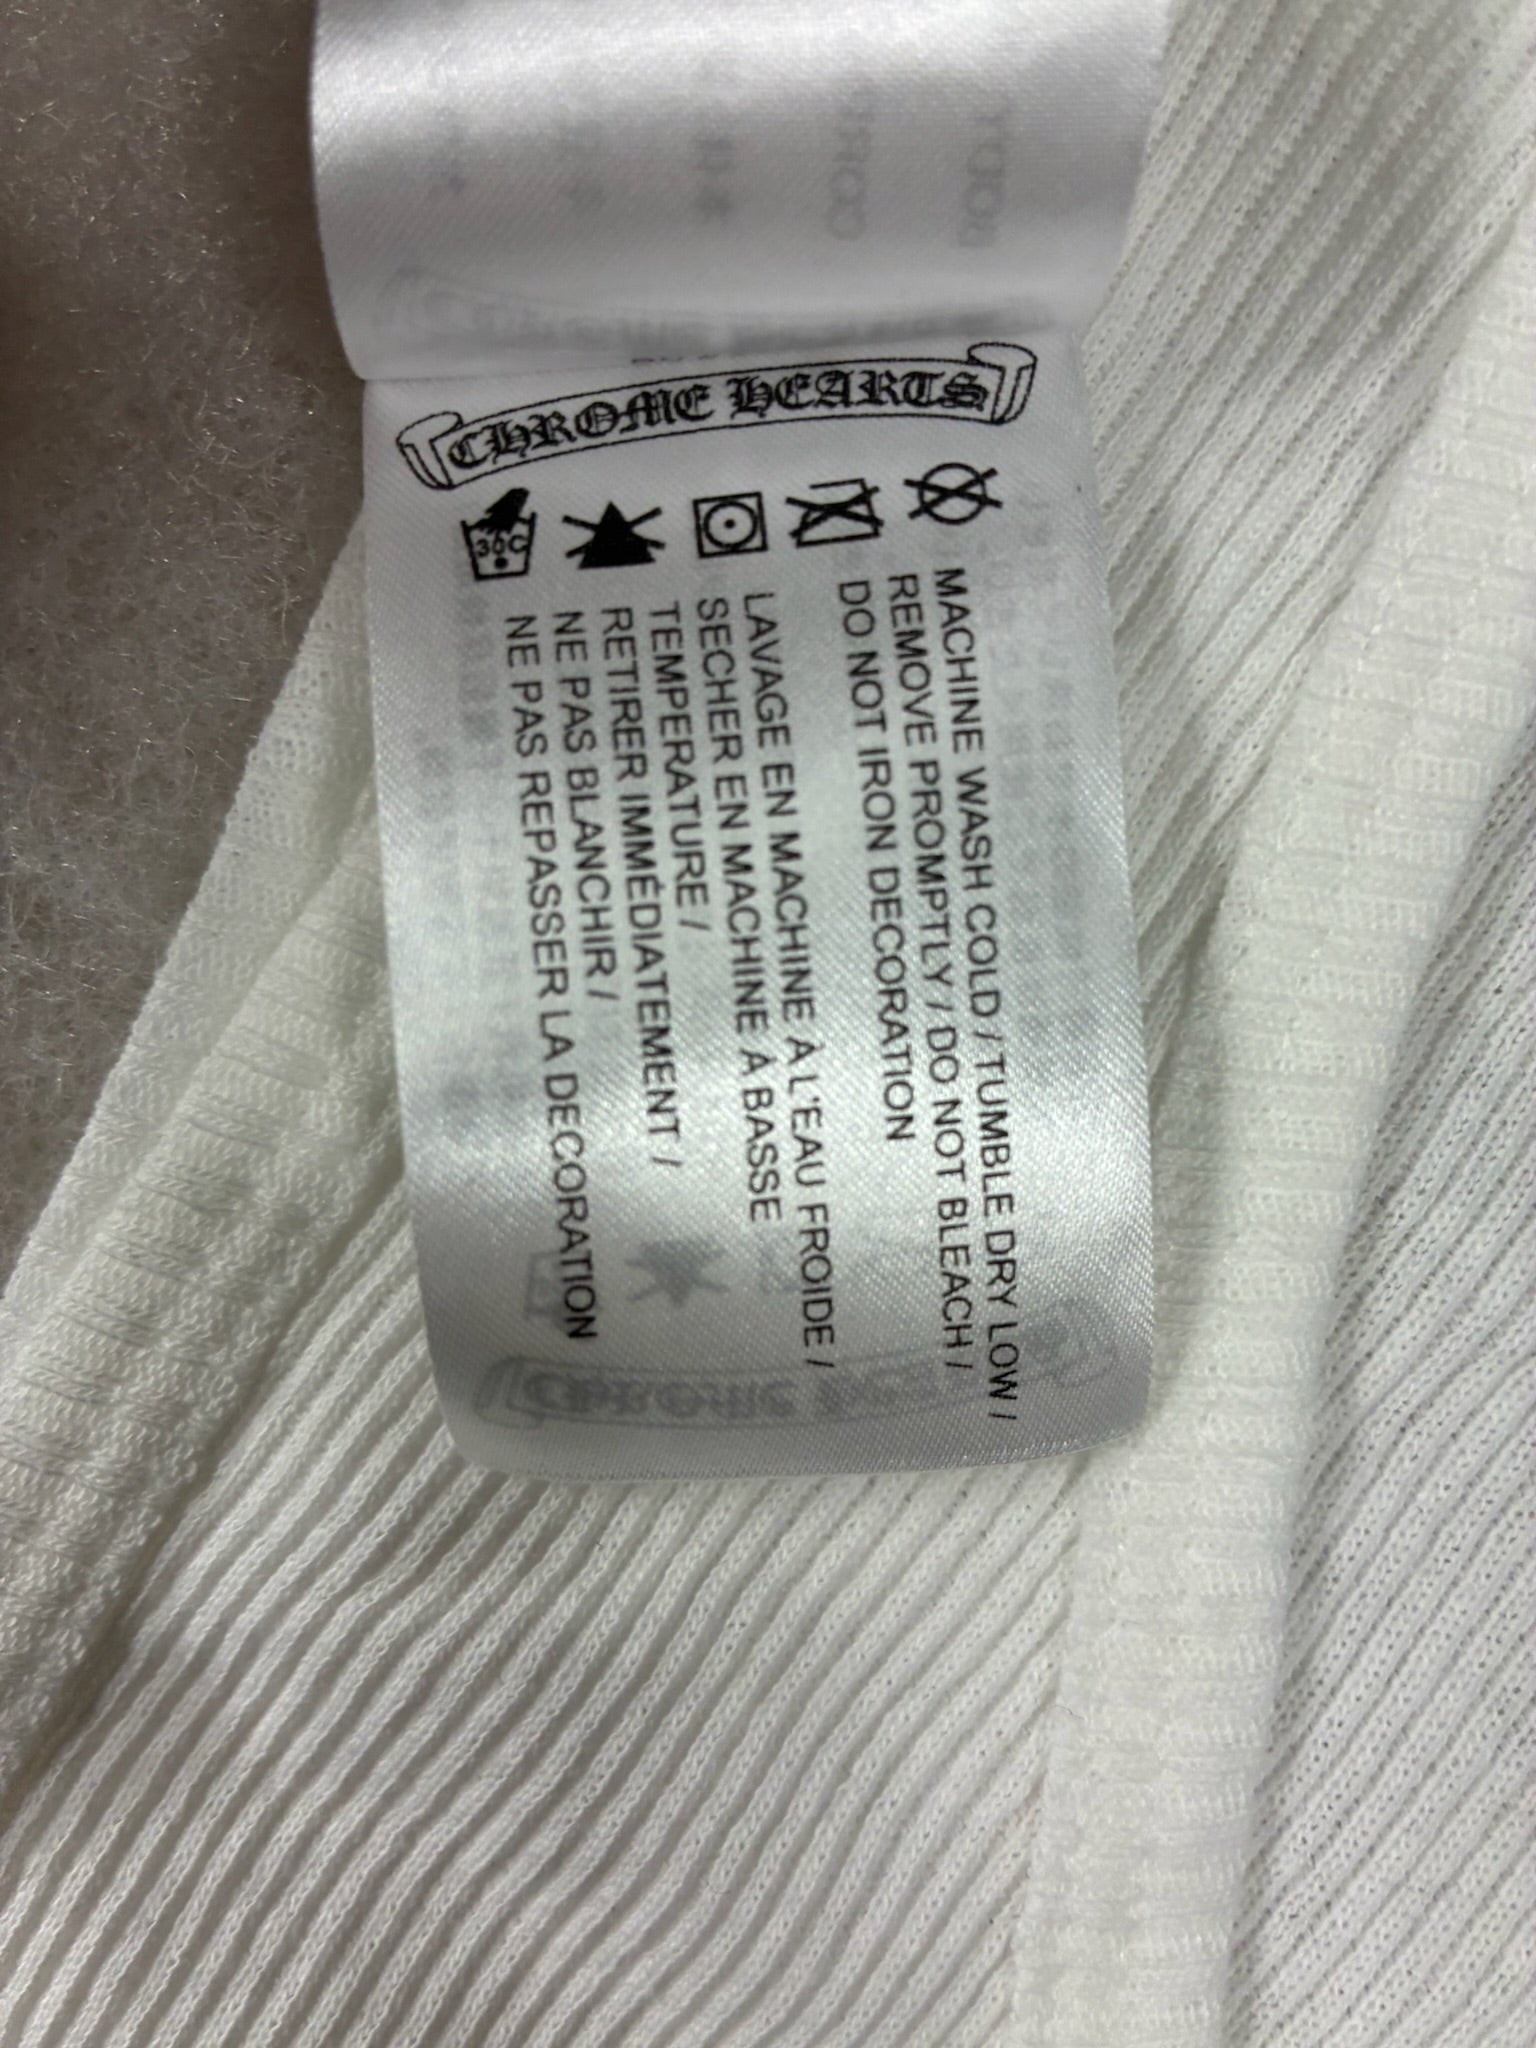 CHROME HEARTS
30C
MACHINE WASH COLD / TUMBLE DRY LOW /
REMOVE PROMPTLY / DO NOT BLEACH /
DO NOT IRON DECORATION
LAVAGE EN MACHINE À L'EAU FROIDE /
SECHER EN MACHINE À BASSE
TEMPERATURE /
RETIRER IMMÉDIATEMENT /
NE PAS BLANCHIR /
NE PAS REPASSER LA DECORATION